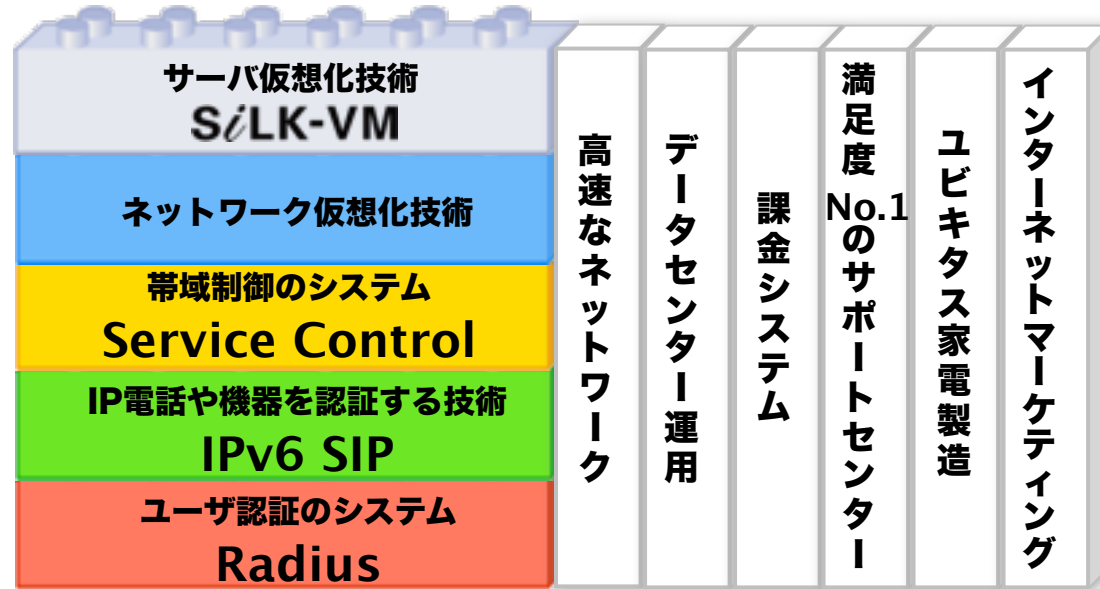 サーバ仮想化技術
SiLK-VM
ネットワーク仮想化技術
帯域制御のシステム
Service Control
IP電話や機器を認証する技術
IPv6 SIP
ユーザ認証のシステム
Radius
高速なネットワーク
データセンター運用
課金システム
満足度No.1のサポートセンター
ユビキタス家電製造
インターネットマーケティング